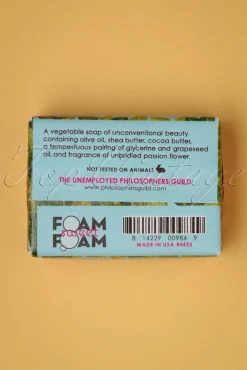 A vegetable soap of unconventional beauty
containing olive oil, shea butter, cocoa butter,
a tempestuous pairing of glycerine and grapeseed
oil, and fragrance of unbridled passion flower.
NOT TESTED ON ANIMALS
THE UNEMPLOYED PHILOSOPHERS GUILD
www.philosophersguild.com
FOAM
sweet
FOAM
8 14229 00984 9
MADE IN USA #4432